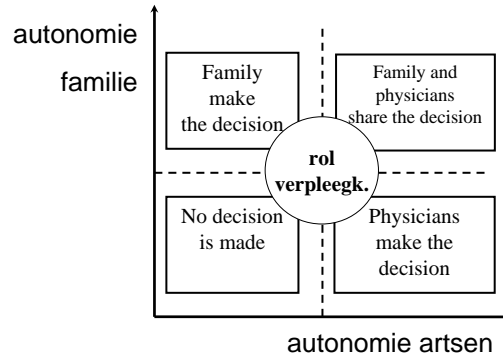 autonomie
familie
Family
make
the decision
Family and
physicians
share the decision
rol
verpleegk.
No decision
is made
Physicians
make the
decision
autonomie artsen